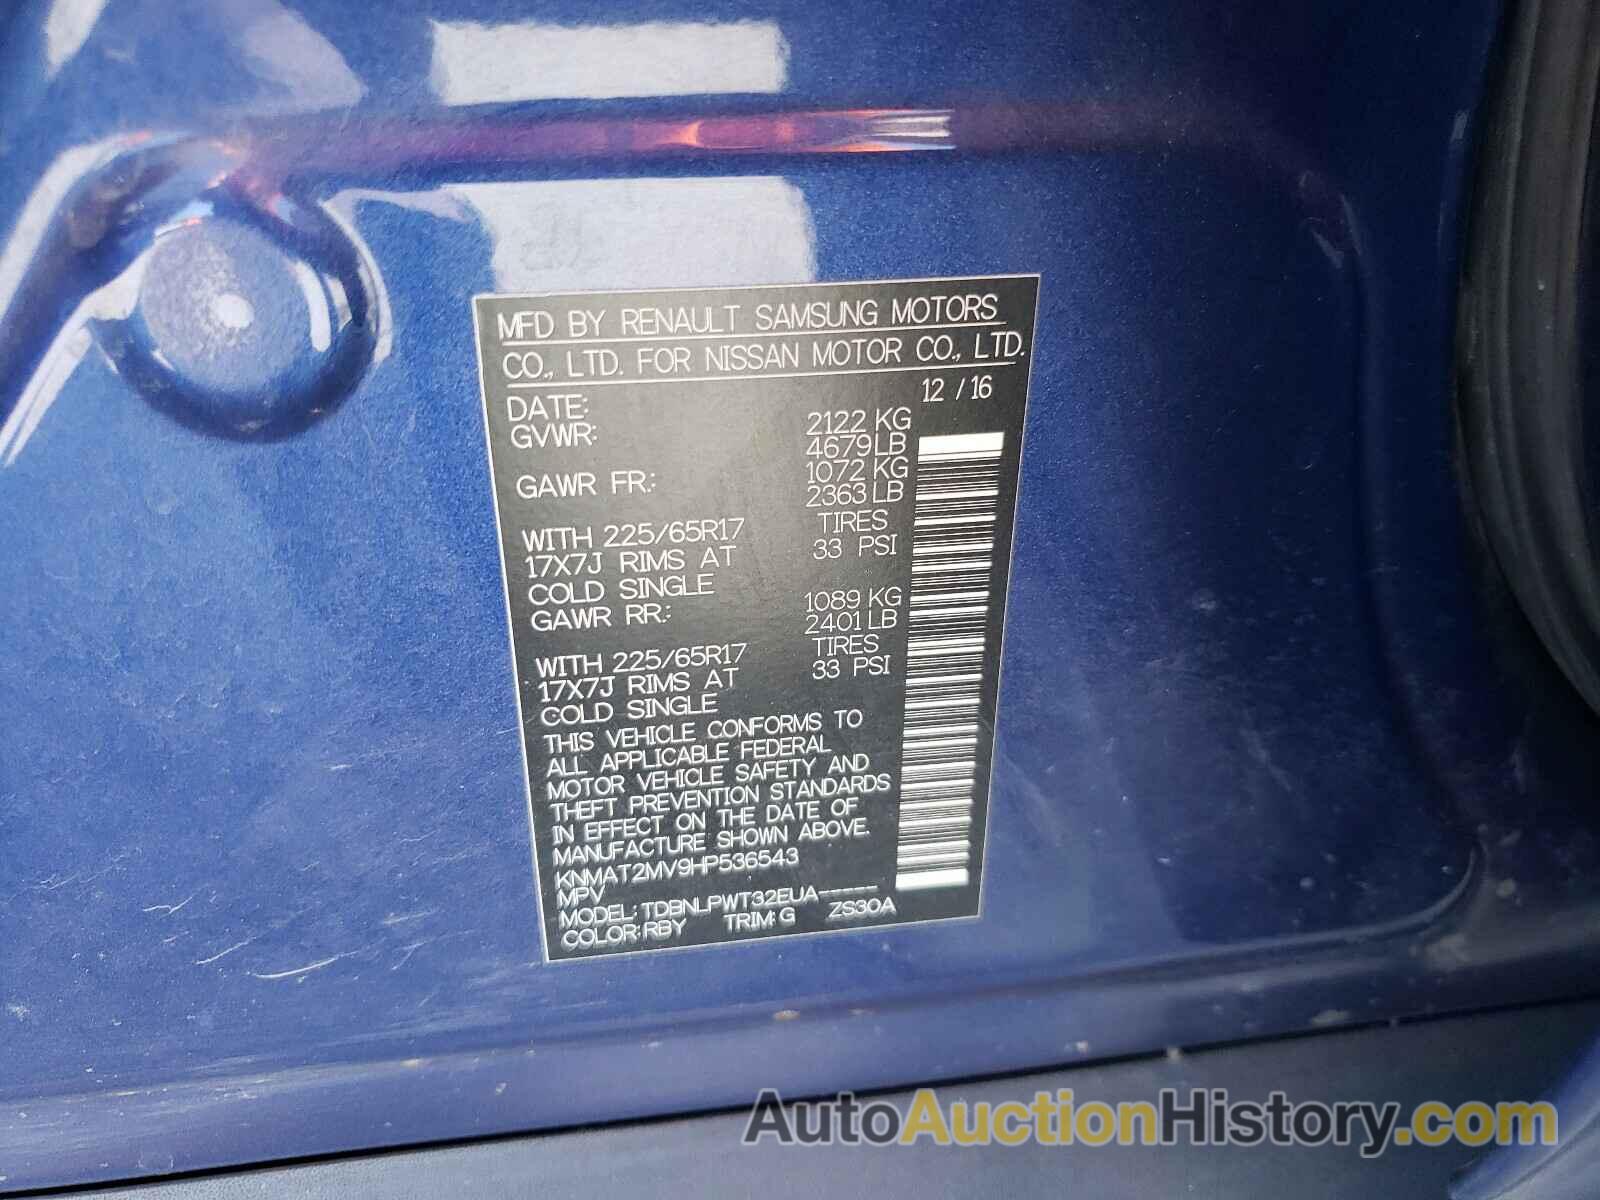 MFD BY RENAULT SAMSUNG MOTORS
CO., LTD. FOR NISSAN MOTOR CO., LTD.
DATE: 12 / 16
GVWR: 2122 KG
4679 LB
GAWR FR.: 1072 KG
2363 LB
WITH 225/65R17 TIRES
17X7J RIMS AT 33 PSI
COLD SINGLE
GAWR RR.: 1089 KG
2401 LB
WITH 225/65R17 TIRES
17X7J RIMS AT 33 PSI
COLD SINGLE
THIS VEHICLE CONFORMS TO
ALL APPLICABLE FEDERAL
MOTOR VEHICLE SAFETY AND
THEFT PREVENTION STANDARDS
IN EFFECT ON THE DATE OF
MANUFACTURE SHOWN ABOVE.
KNMAT2MV9HP536543
MPV
MODEL: TDBNLPWT32EUA-----
COLOR:RBY TRIM:G ZS30A
AutoAuctionHistory.com